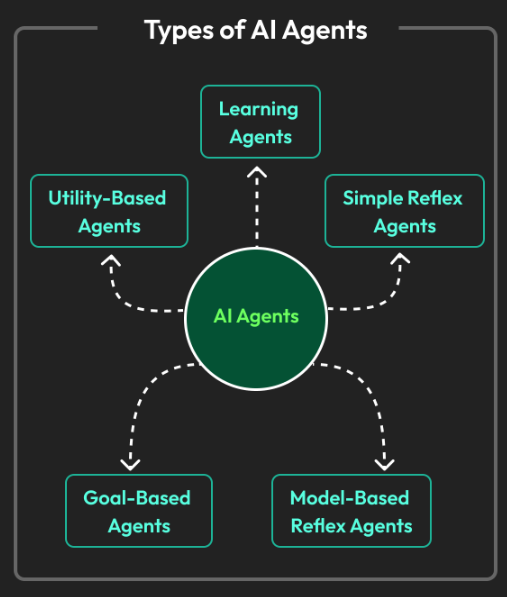 Types of AI Agents
Learning
Agents
Utility-Based
Agents
Simple Reflex
Agents
AI Agents
Goal-Based
Agents
Model-Based
Reflex Agents